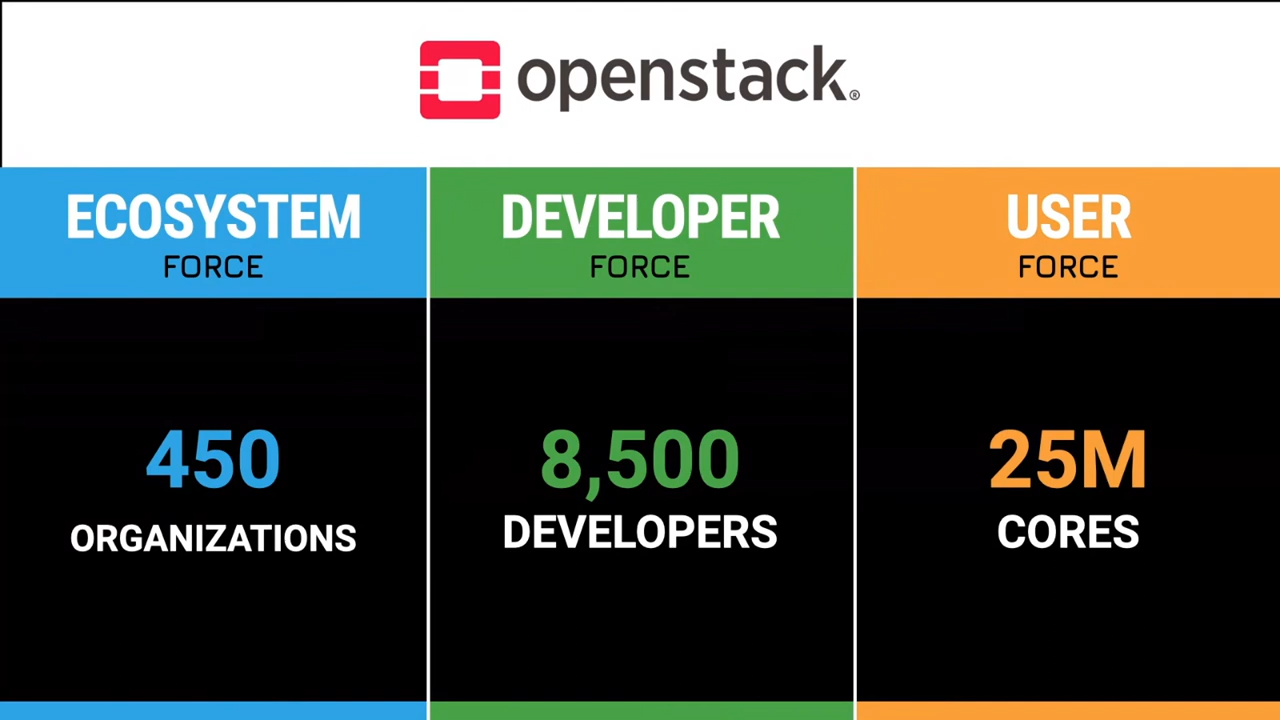 openstack®
ECOSYSTEM
FORCE
450
ORGANIZATIONS
DEVELOPER
FORCE
8,500
DEVELOPERS
USER
FORCE
25M
CORES